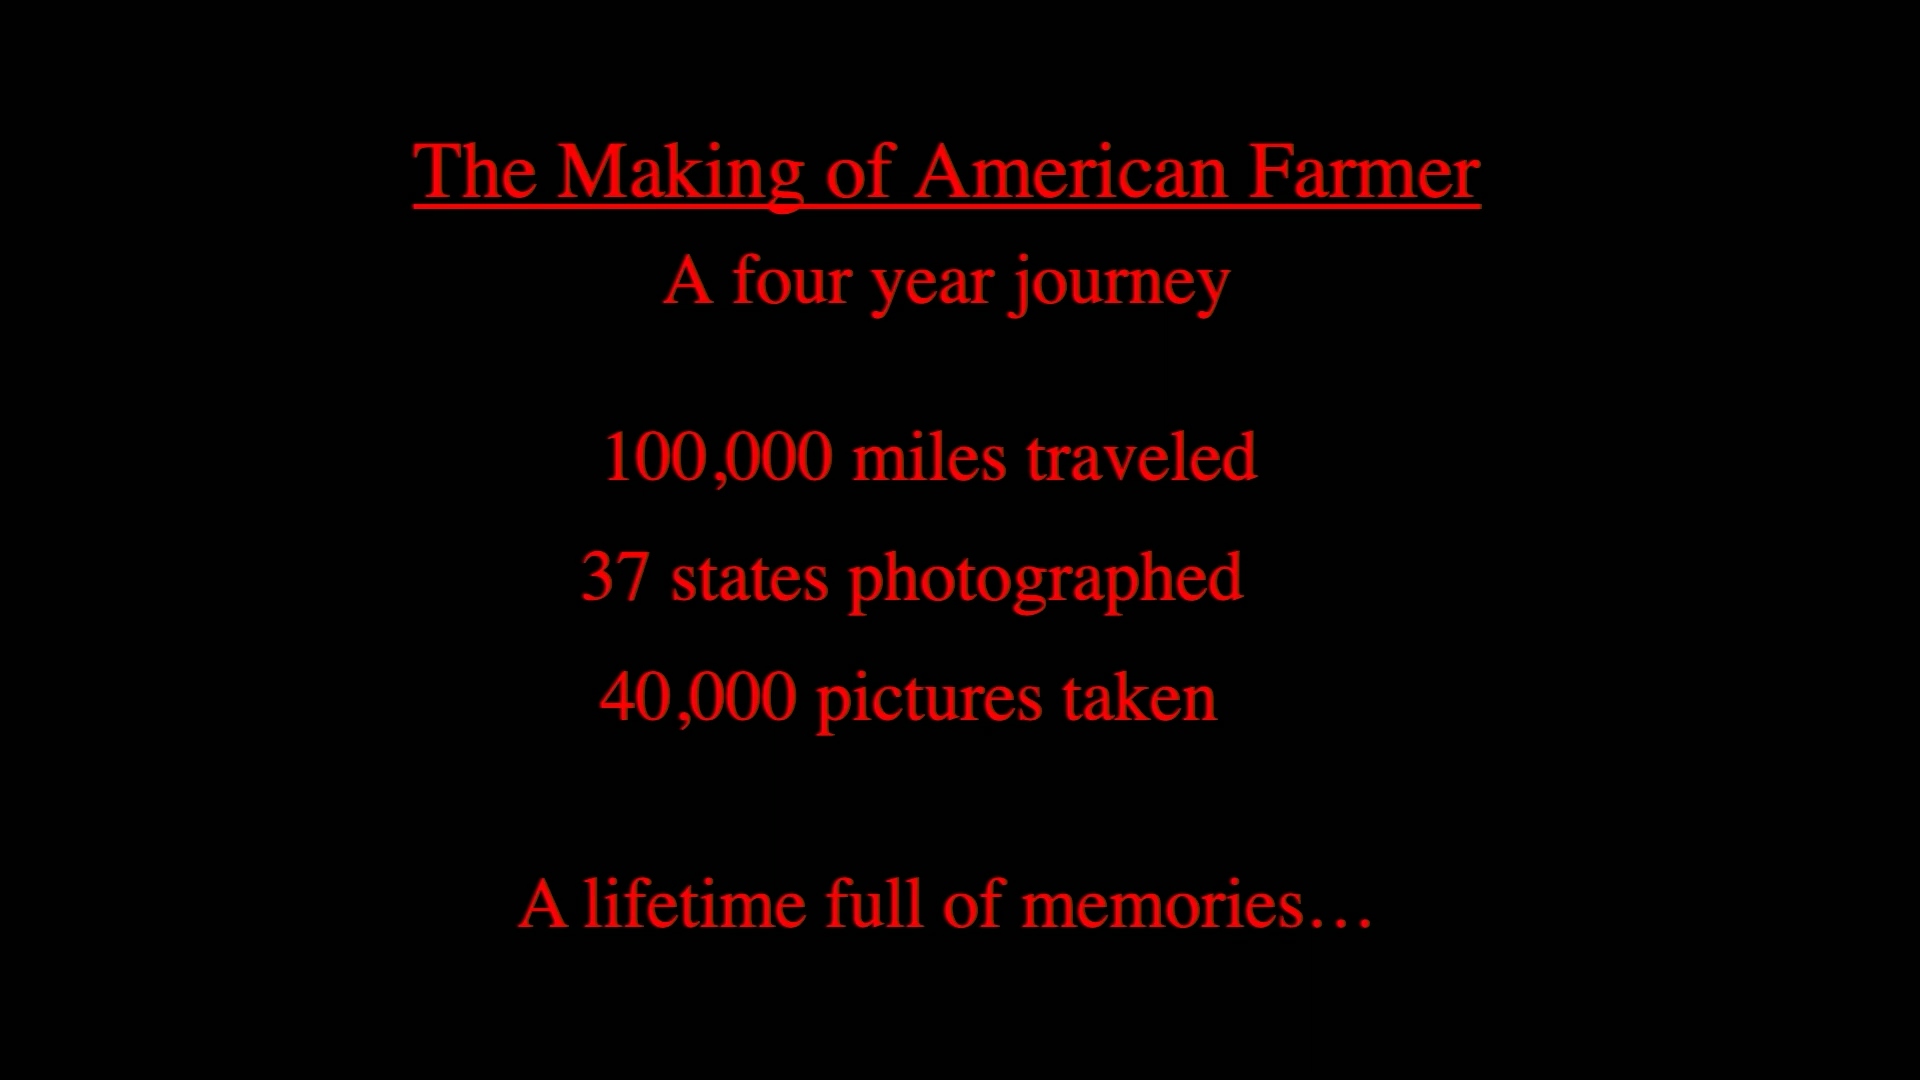 The Making of American Farmer
A four year journey
100,000 miles traveled
37 states photographed
40,000 pictures taken
A lifetime full of memories…